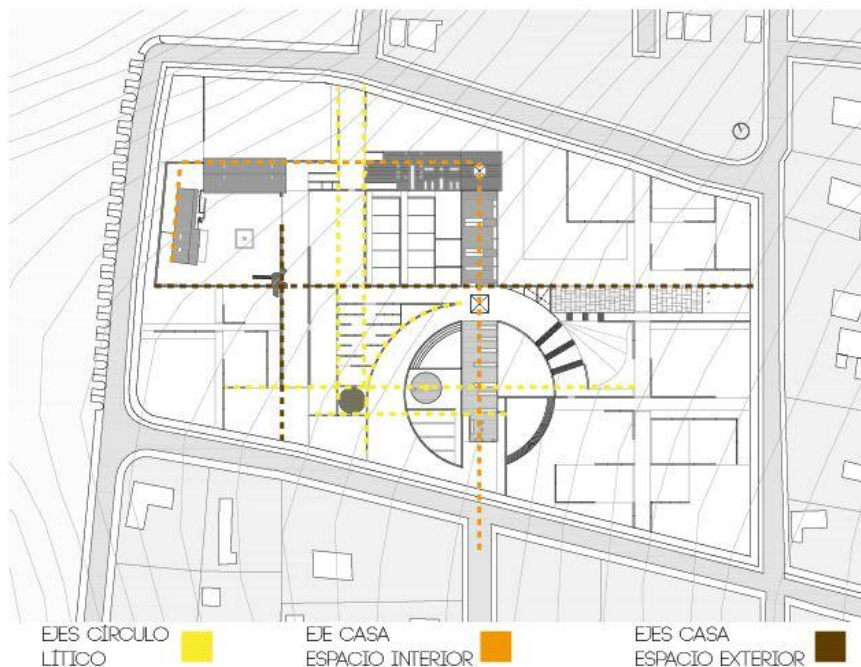 EJES CÍRCULO
LÍTICO
EJE CASA
ESPACIO INTERIOR
EJES CASA
ESPACIO EXTERIOR